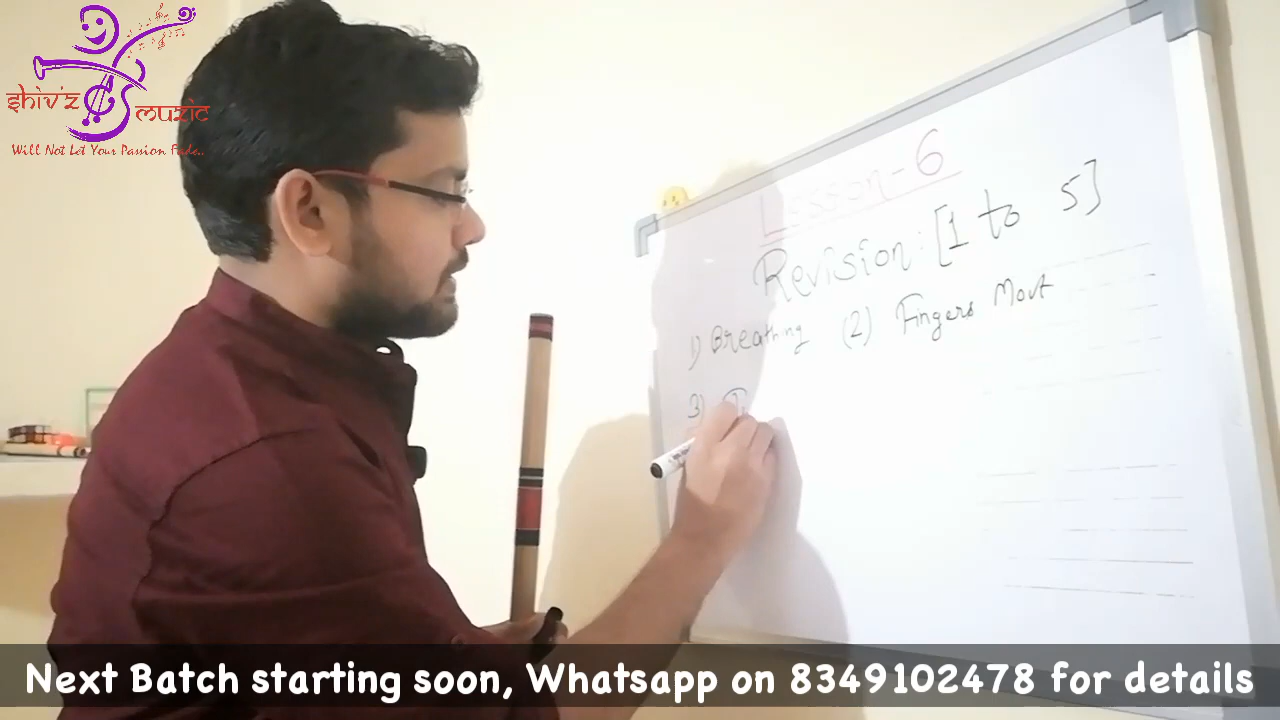 Shiv'z
muzic
Will Not Let Your Passion Fade..
Lesson-6
Revision: [1 to 5]
1) Breathing (2) Fingers
3)
Next Batch starting soon, Whatsapp on 8349102478 for details